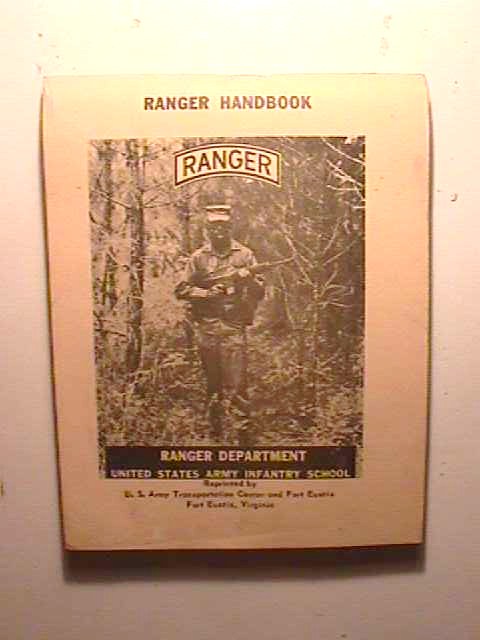 RANGER HANDBOOK
RANGER
RANGER DEPARTMENT
UNITED STATES ARMY INFANTRY SCHOOL
Reprinted by
U. S. Army Transportation Center and Fort Eustis
Fort Eustis, Virginia